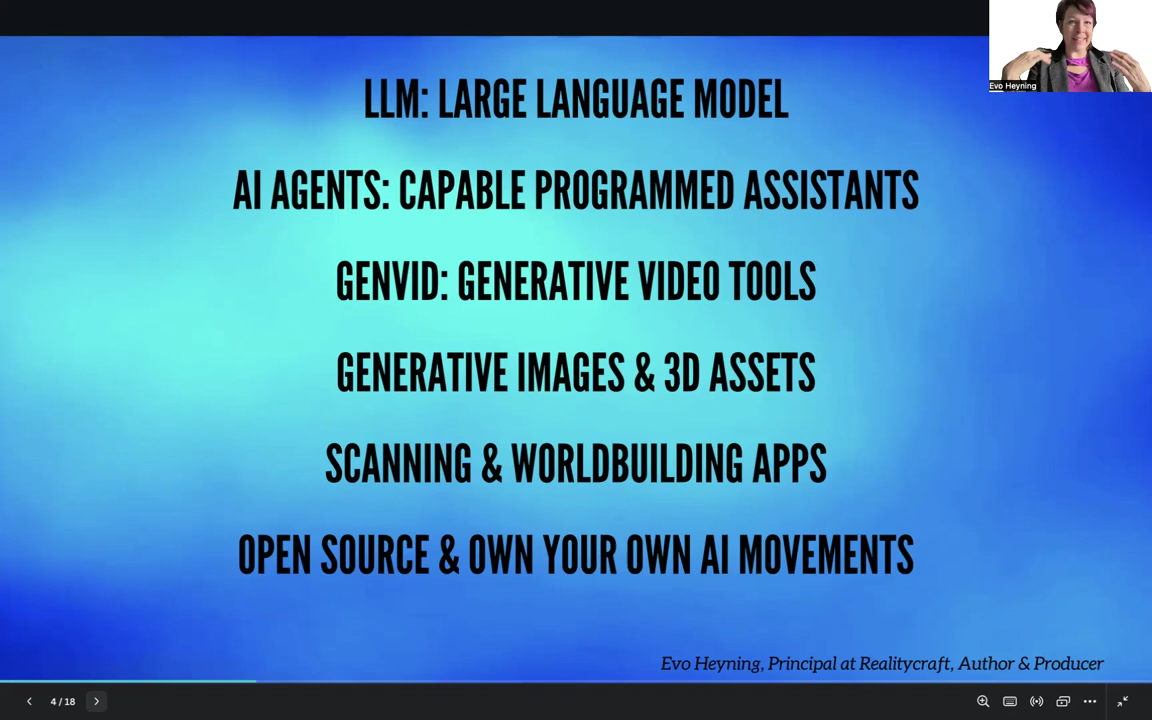 Evo Heyning
LLM: LARGE LANGUAGE MODEL
AI AGENTS: CAPABLE PROGRAMMED ASSISTANTS
GENVID: GENERATIVE VIDEO TOOLS
GENERATIVE IMAGES & 3D ASSETS
SCANNING & WORLDBUILDING APPS
OPEN SOURCE & OWN YOUR OWN AI MOVEMENTS
Evo Heyning, Principal at Realitycraft, Author & Producer
4 / 18